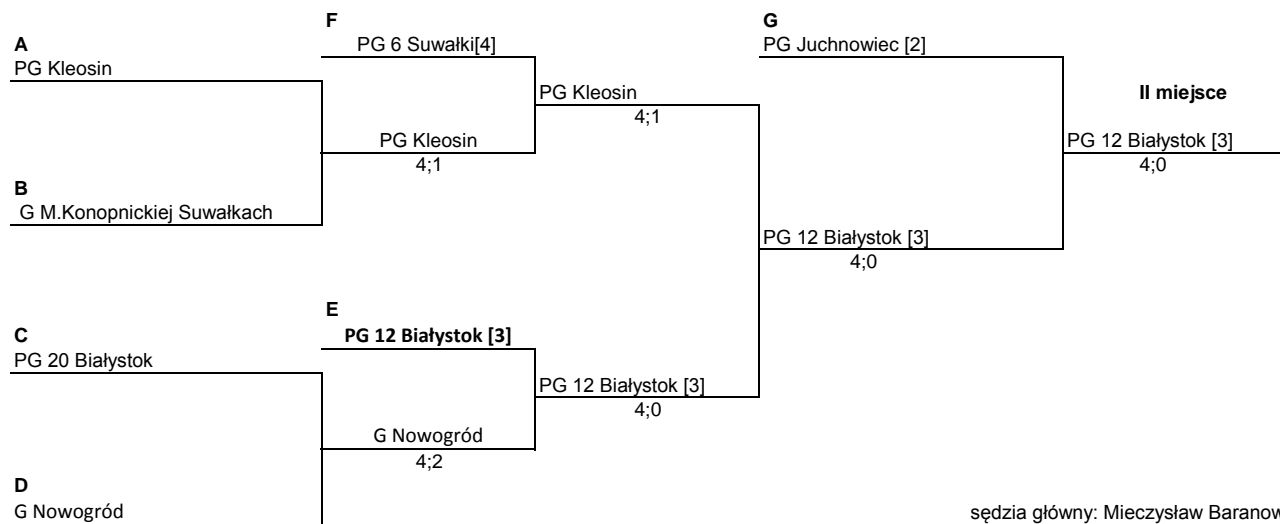 F
G
A
PG 6 Suwałki[4]
PG Juchnowiec [2]
PG Kleosin
PG Kleosin
II miejsce
4;1
PG Kleosin
PG 12 Białystok [3]
4;1
4;0
B
G M.Konopnickiej Suwałkach
PG 12 Białystok [3]
4;0
E
C
PG 12 Białystok [3]
PG 20 Białystok
PG 12 Białystok [3]
4;0
G Nowogród
4;2
D
G Nowogród
sędzia główny: Mieczysław Baranow